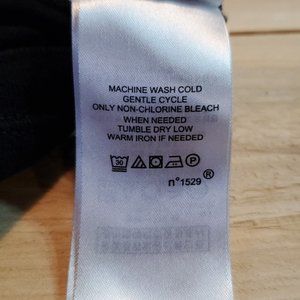 MACHINE WASH COLD
GENTLE CYCLE
ONLY NON-CHLORINE BLEACH
WHEN NEEDED
TUMBLE DRY LOW
WARM IRON IF NEEDED
30 P
n°1529®